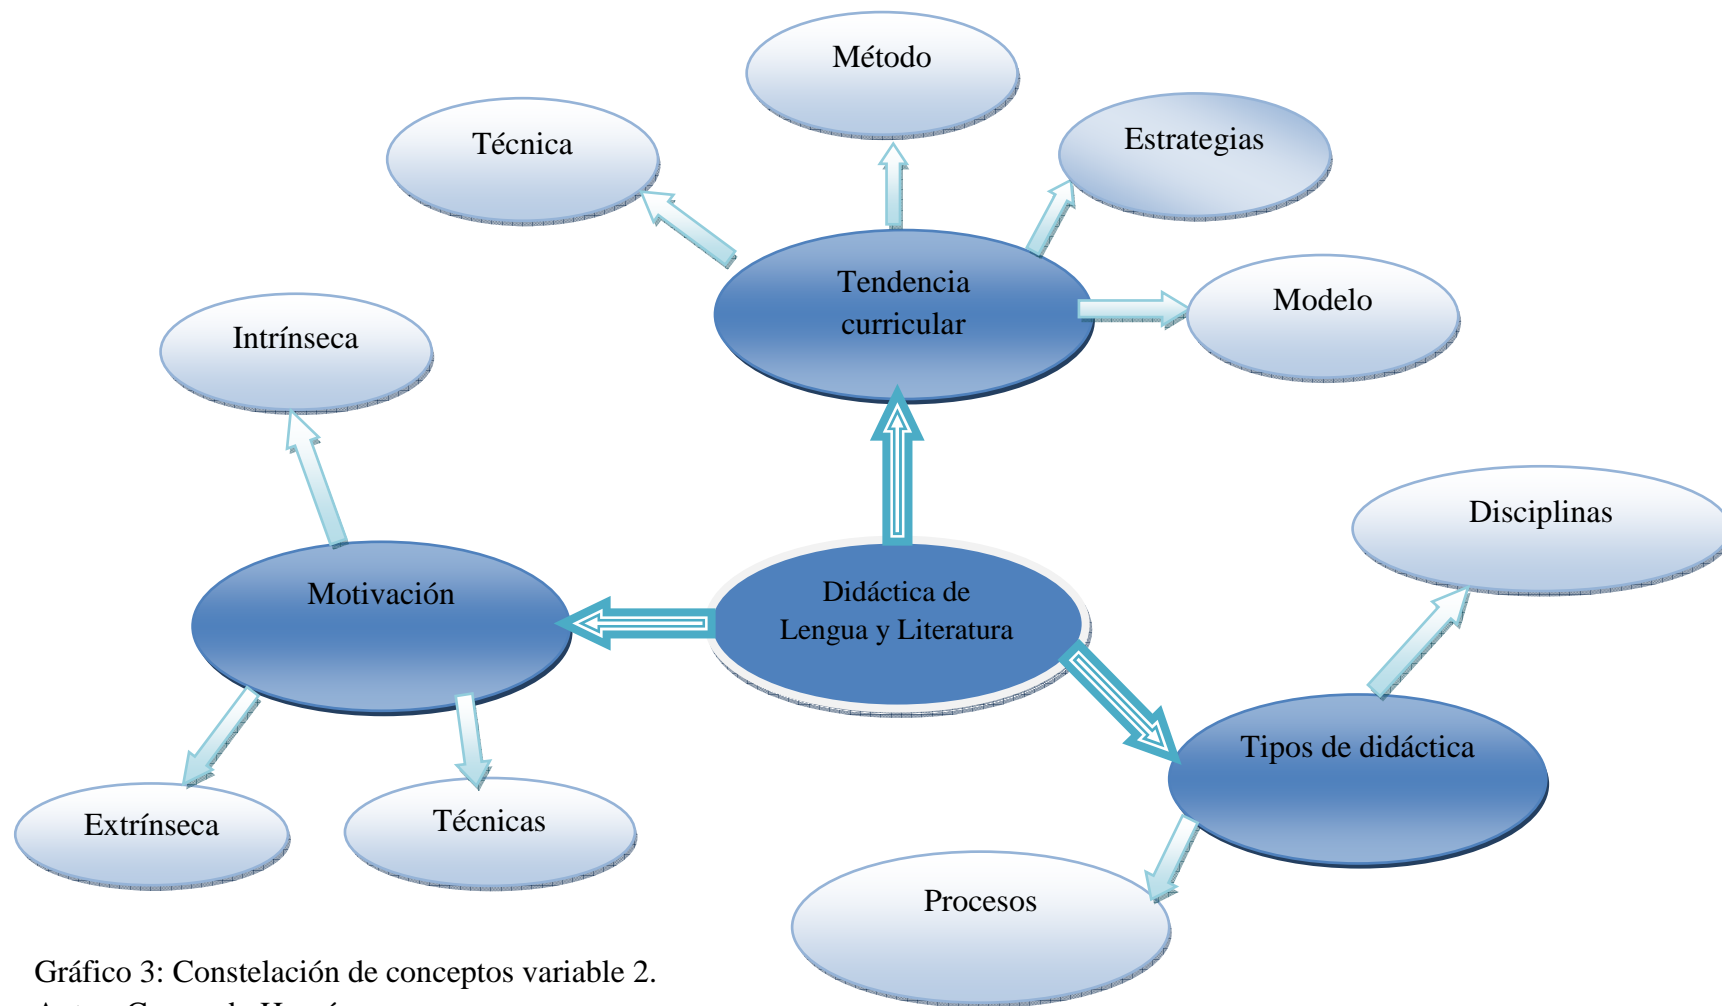 Método
Técnica
Estrategias
Tendencia
curricular
Modelo
Intrínseca
Disciplinas
Motivación
Didáctica de
Lengua y Literatura
Tipos de didáctica
Extrínseca
Técnicas
Procesos
Gráfico 3: Constelación de conceptos variable 2.